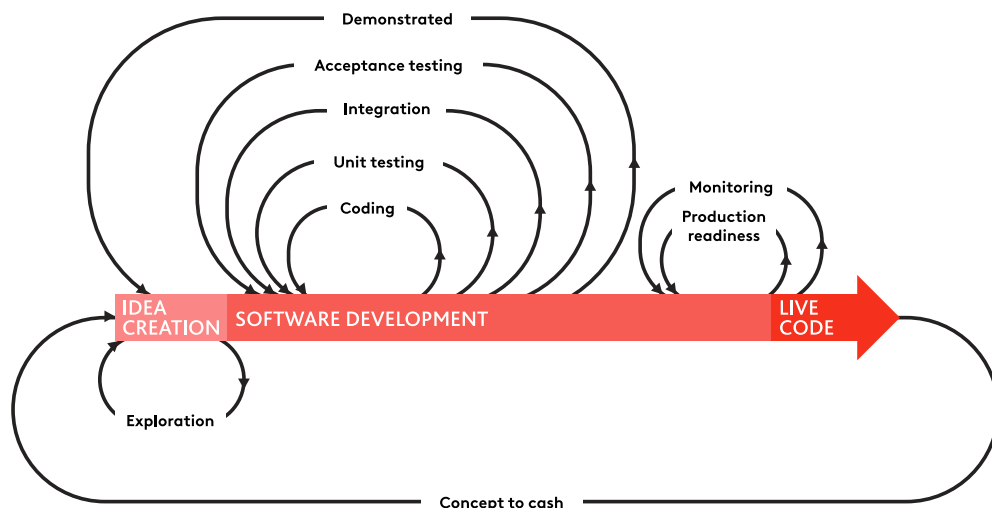 Demonstrated
Acceptance testing
Integration
Unit testing
Coding
Monitoring
Production
readiness
IDEA
CREATION
SOFTWARE DEVELOPMENT
LIVE
CODE
Exploration
Concept to cash